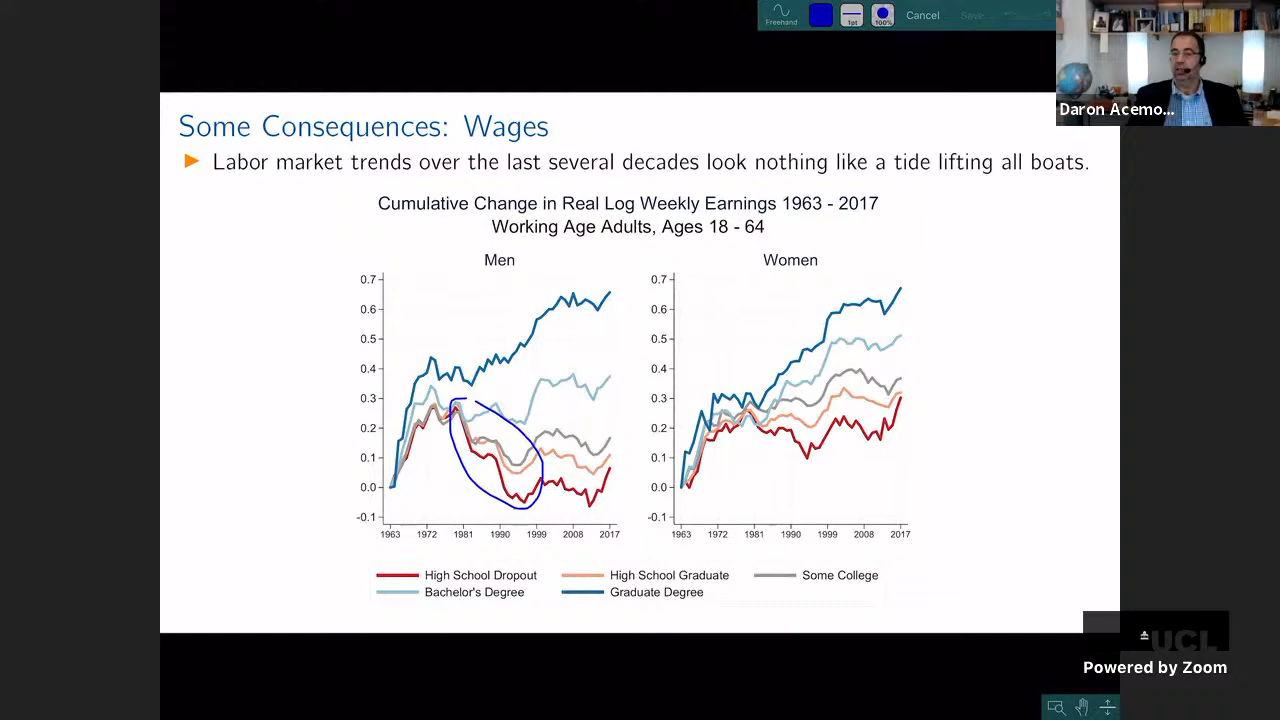 Freehand
1pt
100%
Cancel
Save
Daron Acemo...
Some Consequences: Wages
Labor market trends over the last several decades look nothing like a tide lifting all boats.
Cumulative Change in Real Log Weekly Earnings 1963 - 2017
Working Age Adults, Ages 18 - 64
Men
Women
0.7
0.6
0.5
0.4
0.3
0.2
0.1
0.0
-0.1
1963 1972 1981 1990 1999 2008 2017
0.7
0.6
0.5
0.4
0.3
0.2
0.1
0.0
-0.1
1963 1972 1981 1990 1999 2008 2017
High School Dropout High School Graduate Some College
Bachelor's Degree Graduate Degree
UCL
Powered by Zoom